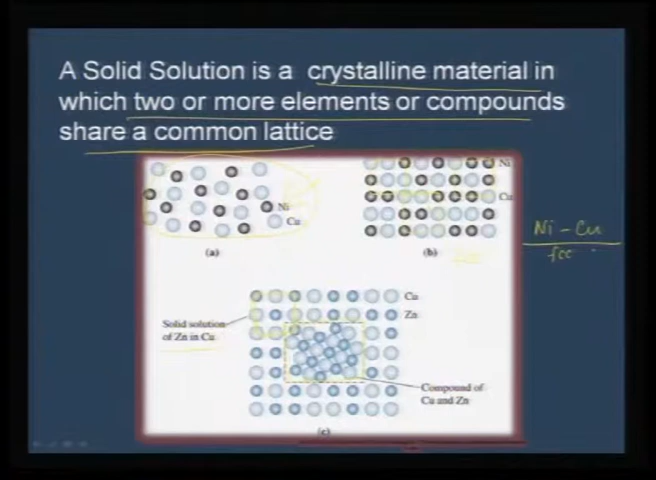 A Solid Solution is a crystalline material in
which two or more elements or compounds
share a common lattice
Ni
Cu
(a)
Ni
Cu
(b)
Ni - Cu
fcc
Cu
Zn
Solid solution
of Zn in Cu
Compound of
Cu and Zn
(c)